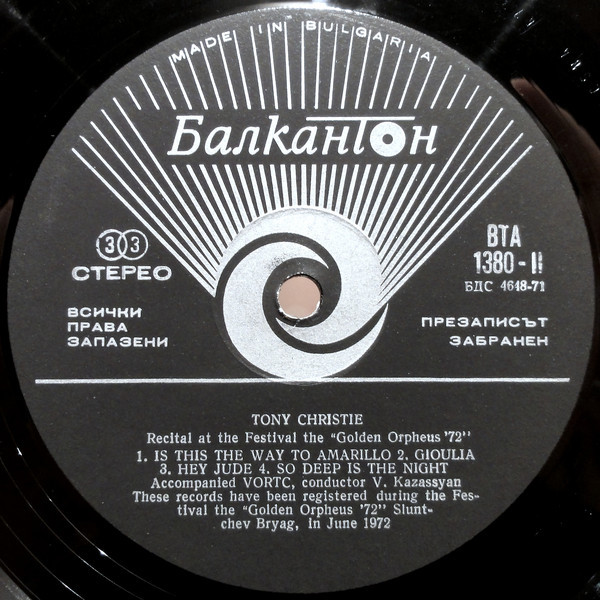 MADE IN BULGARIA
Балкантон
33
СТЕРЕО
ВСИЧКИ
ПРАВА
ЗАПАЗЕНИ
ВТА
1380-II
БДС 4648-71
ПРЕЗАПИСЪТ
ЗАБРАНЕН
TONY CHRISTIE
Recital at the Festival the "Golden Orpheus '72"
1. IS THIS THE WAY TO AMARILLO 2. GIOULIA
3. HEY JUDE 4. SO DEEP IS THE NIGHT
Accompanied VORTC, conductor V. Kazassyan
These records have been registered during the Fes-
tival the "Golden Orpheus '72" Slunt-
chev Bryag, in June 1972